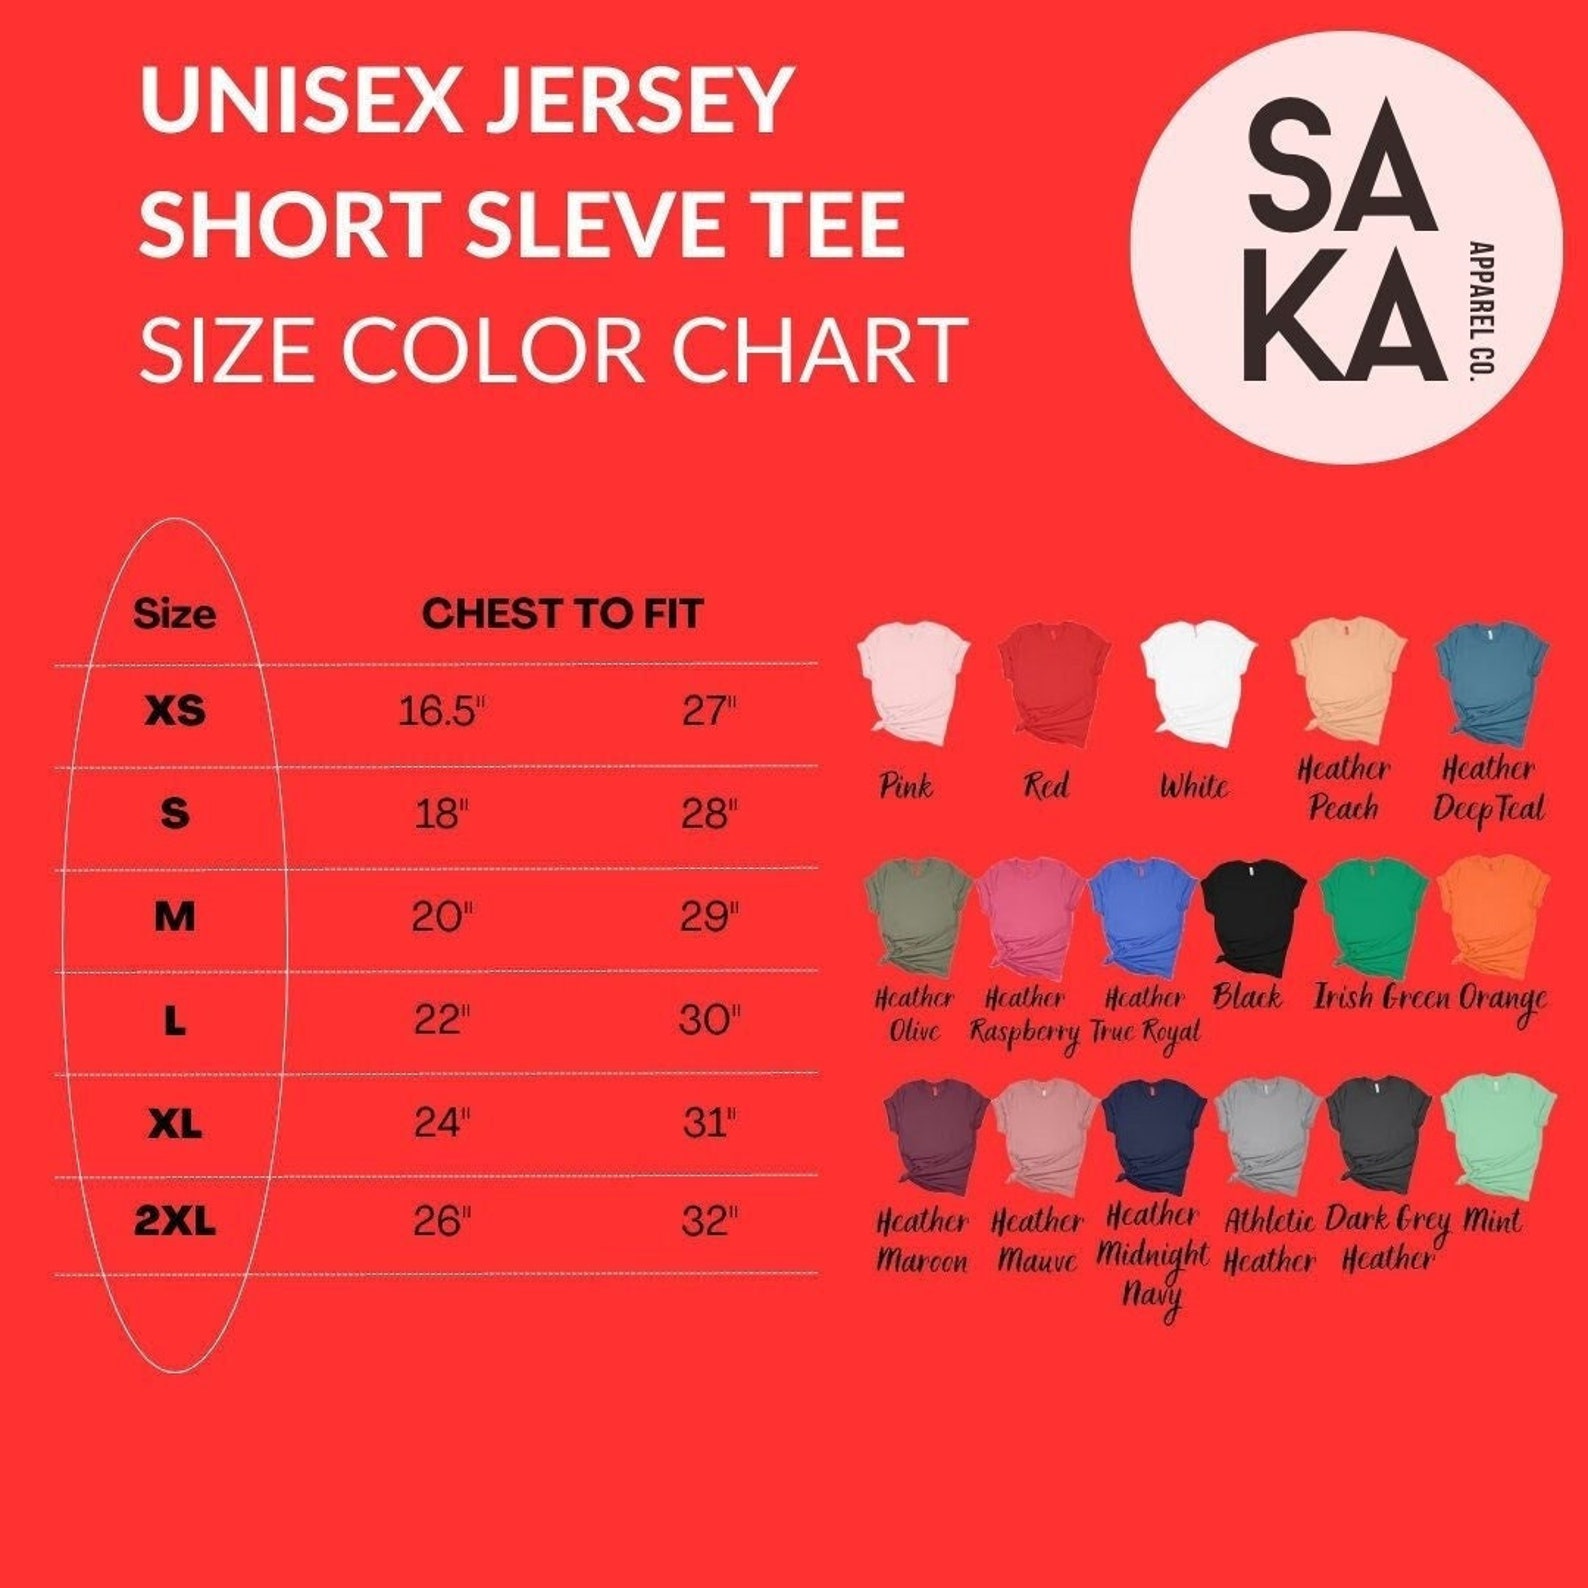 UNISEX JERSEY
SHORT SLEVE TEE
SIZE COLOR CHART
SA
KA
APPAREL CO.
Size CHEST TO FIT
XS 16.5" 27"
S 18" 28"
M 20" 29"
L 22" 30"
XL 24" 31"
2XL 26" 32"
Pink
Red
White
Heather
Peach
Heather
Deep Teal
Heather
Olive
Heather
Raspberry
Heather
True Royal
Black
Irish Green
Orange
Heather
Maroon
Heather
Mauve
Heather
Midnight
Navy
Athletic
Heather
Dark Grey
Heather
Mint